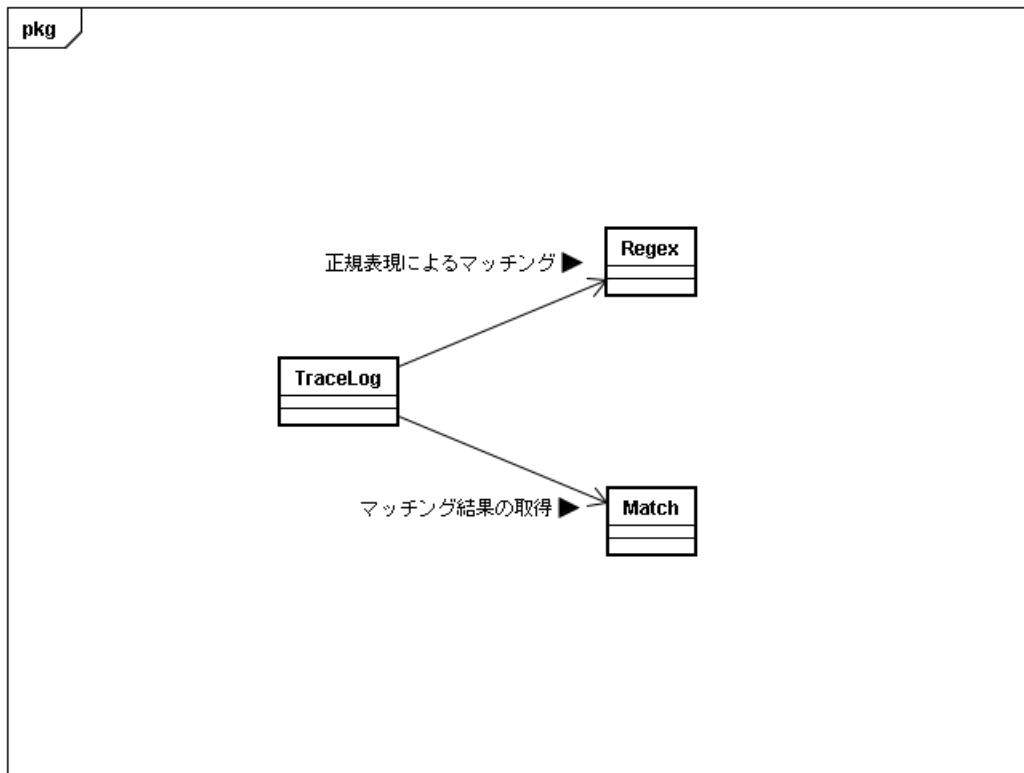 pkg
正規表現によるマッチング ▶
Regex
TraceLog
マッチング結果の取得 ▶
Match